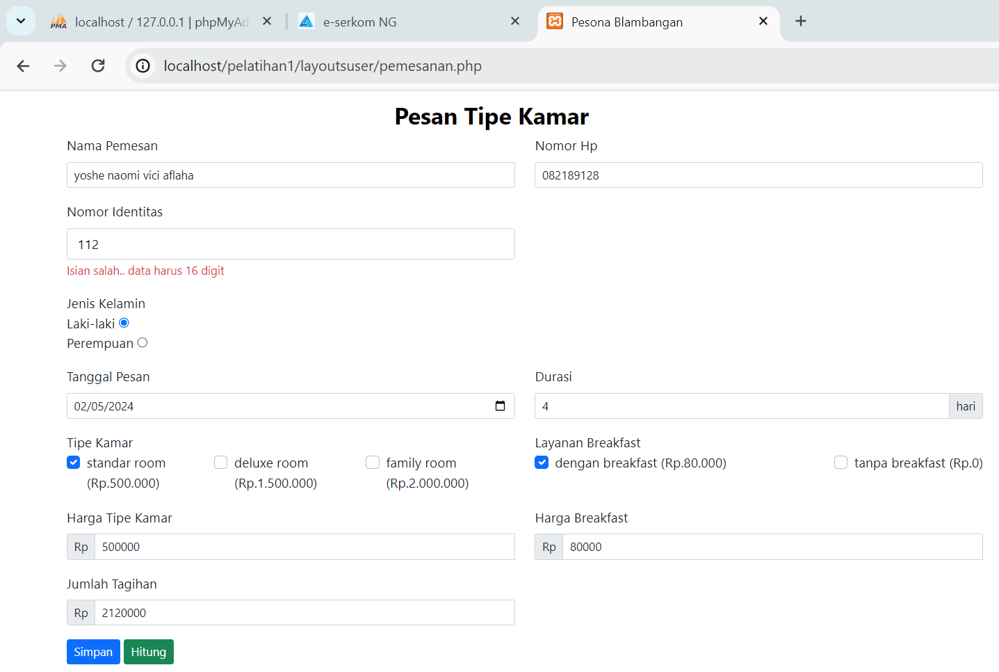 PMA localhost / 127.0.0.1 | phpMyAd
e-serkom NG
Pesona Blambangan
localhost/pelatihan1/layoutsuser/pemesanan.php
Pesan Tipe Kamar
Nama Pemesan
Nomor Hp
yoshe naomi vici aflaha
082189128
Nomor Identitas
112
Isian salah.. data harus 16 digit
Jenis Kelamin
Laki-laki
Perempuan
Tanggal Pesan
Durasi
02/05/2024
4 hari
Tipe Kamar
Layanan Breakfast
standar room
(Rp.500.000)
deluxe room
(Rp.1.500.000)
family room
(Rp.2.000.000)
dengan breakfast (Rp.80.000)
tanpa breakfast (Rp.0)
Harga Tipe Kamar
Harga Breakfast
Rp 500000
Rp 80000
Jumlah Tagihan
Rp 2120000
Simpan
Hitung